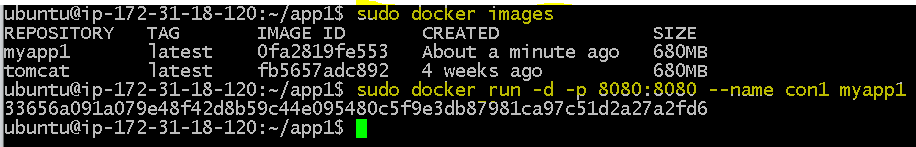 ubuntu@ip-172-31-18-120:~/app1$ sudo docker images
REPOSITORY TAG IMAGE ID CREATED SIZE
myapp1 latest 0fa2819fe553 About a minute ago 680MB
tomcat latest fb5657adc892 4 weeks ago 680MB
ubuntu@ip-172-31-18-120:~/app1$ sudo docker run -d -p 8080:8080 --name con1 myapp1
33656a091a079e48f42d8b59c44e095480c5f9e3db87981ca97c51d2a27a2fd6
ubuntu@ip-172-31-18-120:~/app1$